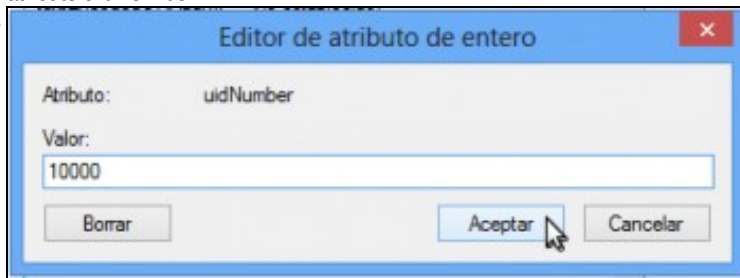 Editor de atributo de entero
Atributo: uidNumber
Valor:
10000
Borrar Aceptar Cancelar